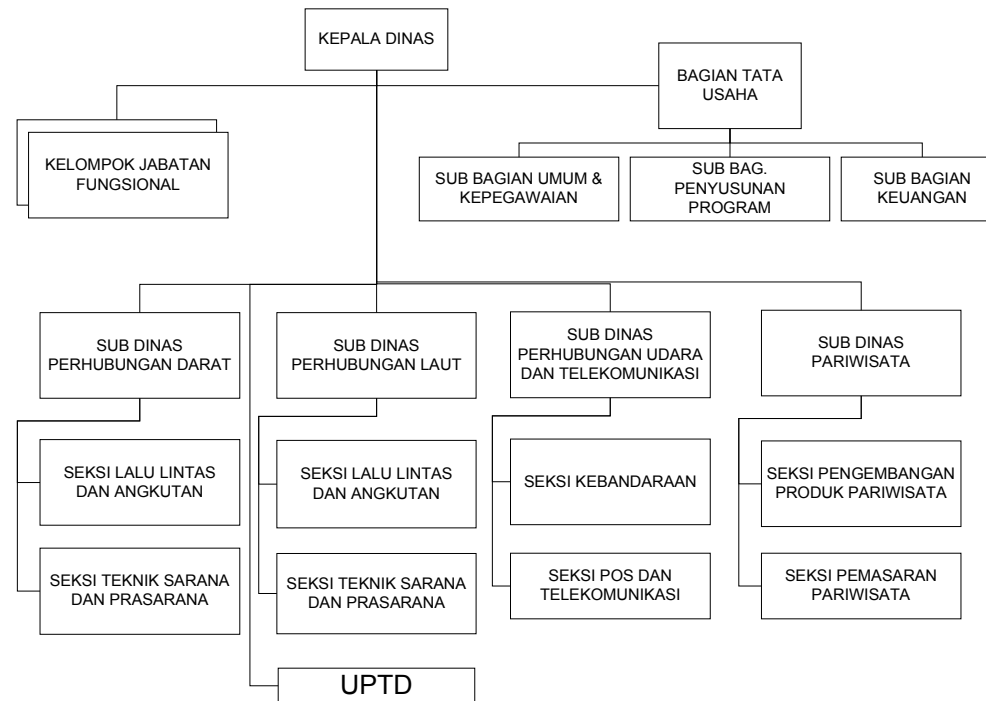 KEPALA DINAS
BAGIAN TATA
USAHA
KELOMPOK JABATAN
FUNGSIONAL
SUB BAGIAN UMUM &
KEPEGAWAIAN
SUB BAG.
PENYUSUNAN
PROGRAM
SUB BAGIAN
KEUANGAN
SUB DINAS
PERHUBUNGAN DARAT
SUB DINAS
PERHUBUNGAN LAUT
SUB DINAS
PERHUBUNGAN UDARA
DAN TELEKOMUNIKASI
SUB DINAS
PARIWISATA
SEKSI LALU LINTAS
DAN ANGKUTAN
SEKSI LALU LINTAS
DAN ANGKUTAN
SEKSI KEBANDARAAN
SEKSI PENGEMBANGAN
PRODUK PARIWISATA
SEKSI TEKNIK SARANA
DAN PRASARANA
SEKSI TEKNIK SARANA
DAN PRASARANA
SEKSI POS DAN
TELEKOMUNIKASI
SEKSI PEMASARAN
PARIWISATA
UPTD